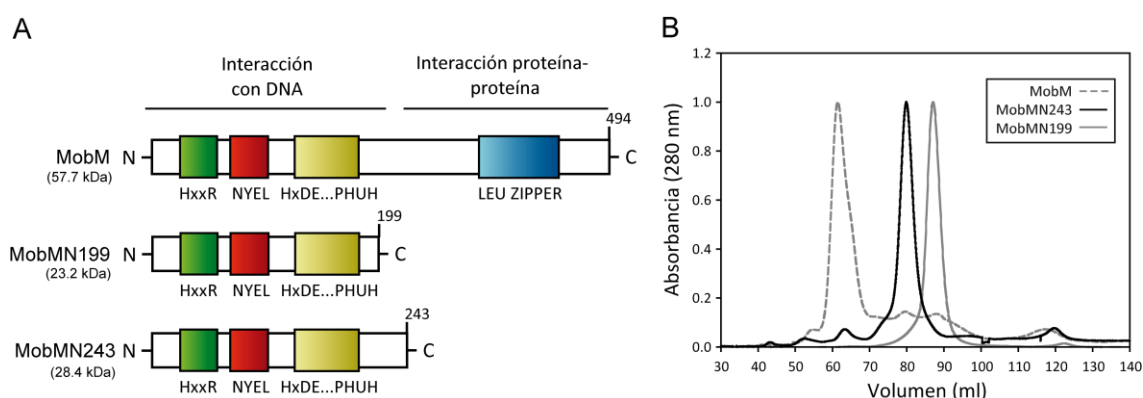 A
Interacción
con DNA
Interacción proteína-
proteína
494
MobM
(57.7 kDa)
N
C
HxxR
NYEL
HxDE...PHUH
LEU ZIPPER
199
MobMN199
(23.2 kDa)
N
C
HxxR
NYEL
HxDE...PHUH
243
MobMN243
(28.4 kDa)
N
C
HxxR
NYEL
HxDE...PHUH
B
Absorbancia (280 nm)
1.2
1.0
0.8
0.6
0.4
0.2
0.0
MobM
MobMN243
MobMN199
30 40 50 60 70 80 90 100 110 120 130 140
Volumen (ml)